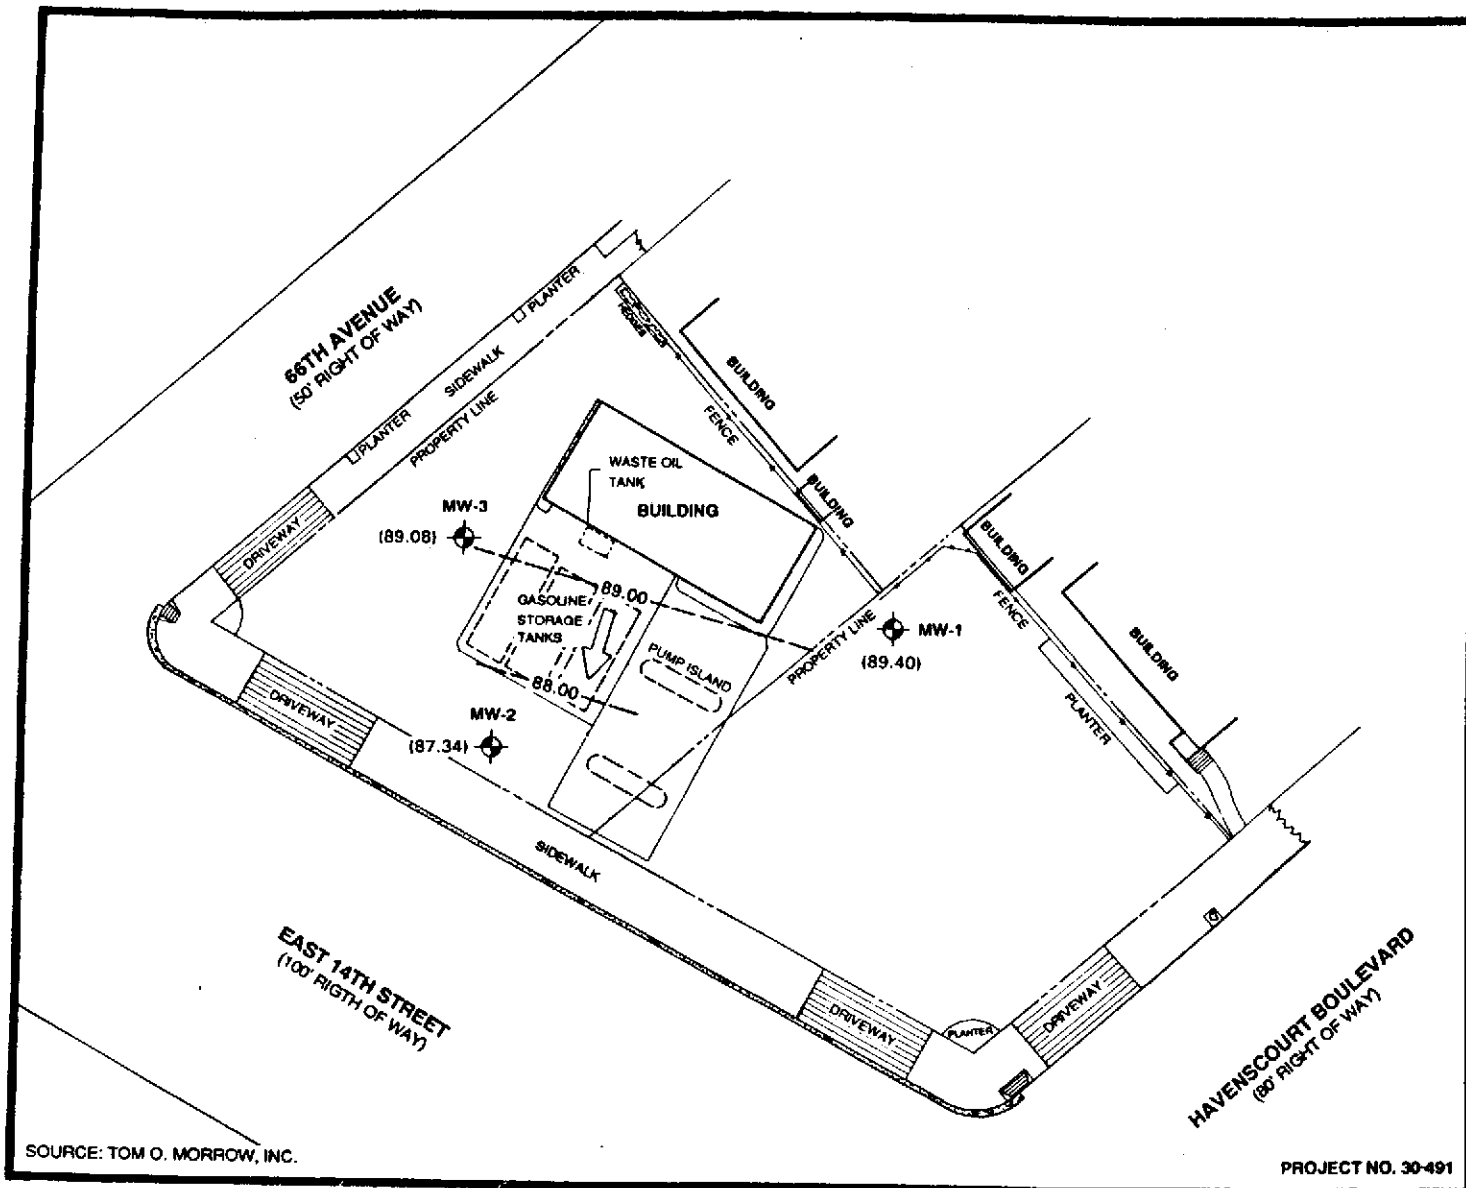 66TH AVENUE
(50' RIGHT OF WAY)
PLANTER
SIDEWALK
PLANTER
PROPERTY LINE
DRIVEWAY
HEDGES
BUILDING
FENCE
BUILDING
WASTE OIL
TANK
BUILDING
MW-3
(89.08)
89.00
GASOLINE
STORAGE
TANKS
PUMP ISLAND
88.00
MW-2
(87.34)
DRIVEWAY
PROPERTY LINE
MW-1
(89.40)
BUILDING
FENCE
BUILDING
PLANTER
SIDEWALK
EAST 14TH STREET
(100' RIGTH OF WAY)
DRIVEWAY
PLANTER
DRIVEWAY
HAVENSCOURT BOULEVARD
(80' RIGHT OF WAY)
SOURCE: TOM O. MORROW, INC.
PROJECT NO. 30-491